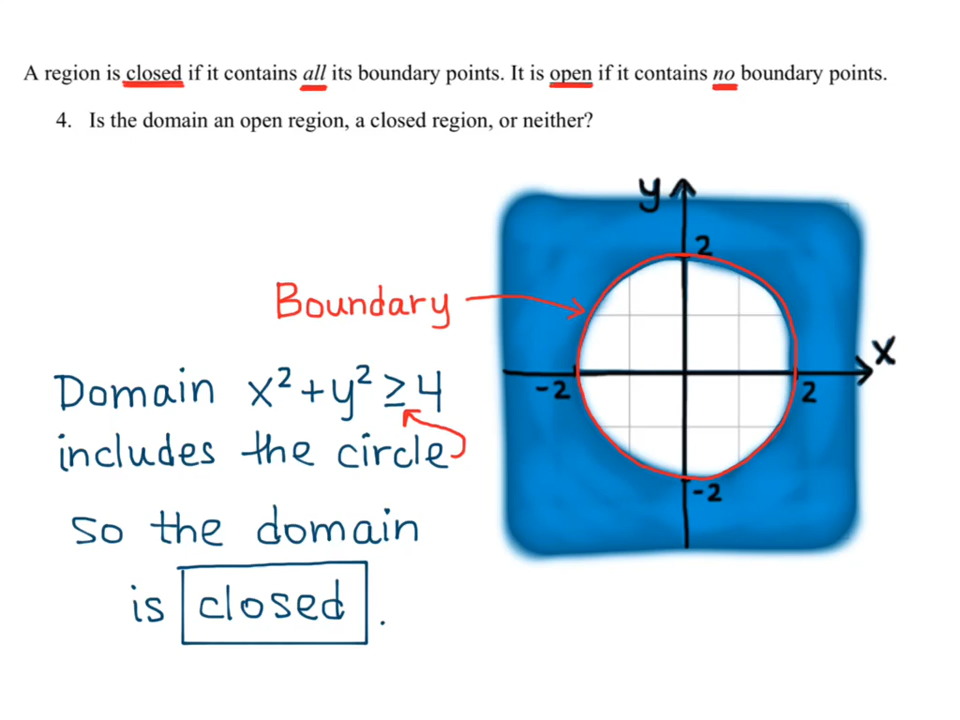 A region is closed if it contains all its boundary points. It is open if it contains no boundary points.
4. Is the domain an open region, a closed region, or neither?
y
2
Boundary
x
-2
2
Domain x²+y²≥4
includes the circle
-2
so the domain
is closed.